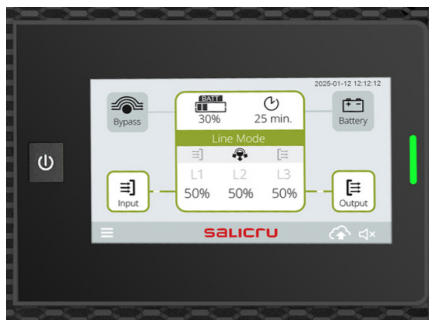 2025-01-12 12:12:12
BATT
30% 25 min.
Bypass
Battery
Line Mode
L1 L2 L3
50% 50% 50%
Input
Output
SALICRU